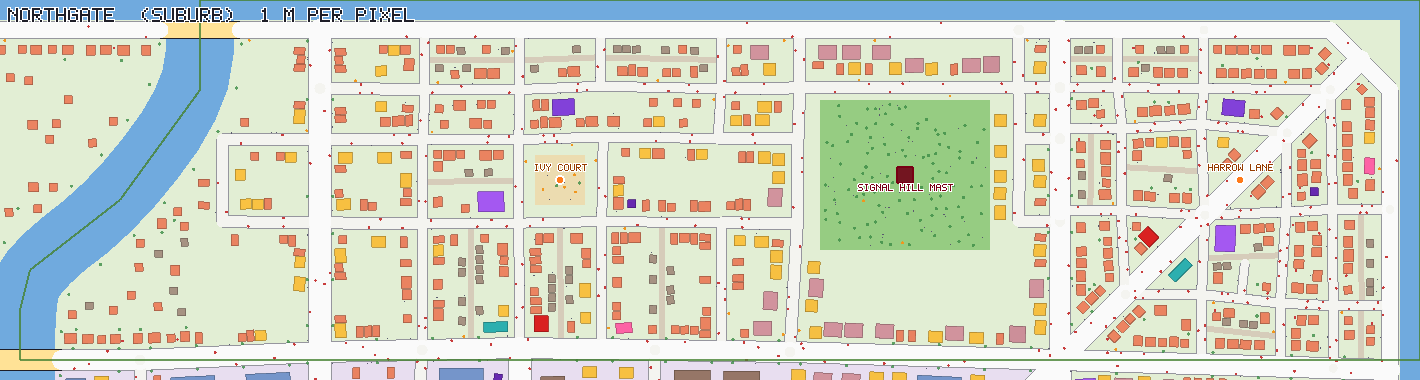 NORTHGATE (SUBURB) 1 M PER PIXEL
IVY COURT
HARROW LANE
SIGNAL HILL MAST